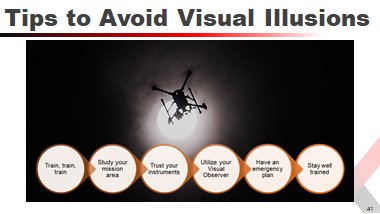 Tips to Avoid Visual Illusions
Train, train,
train
Study your
mission
area
Trust your
instruments
Utilize your
Visual
Observer
Have an
emergency
plan
Stay well
trained
41